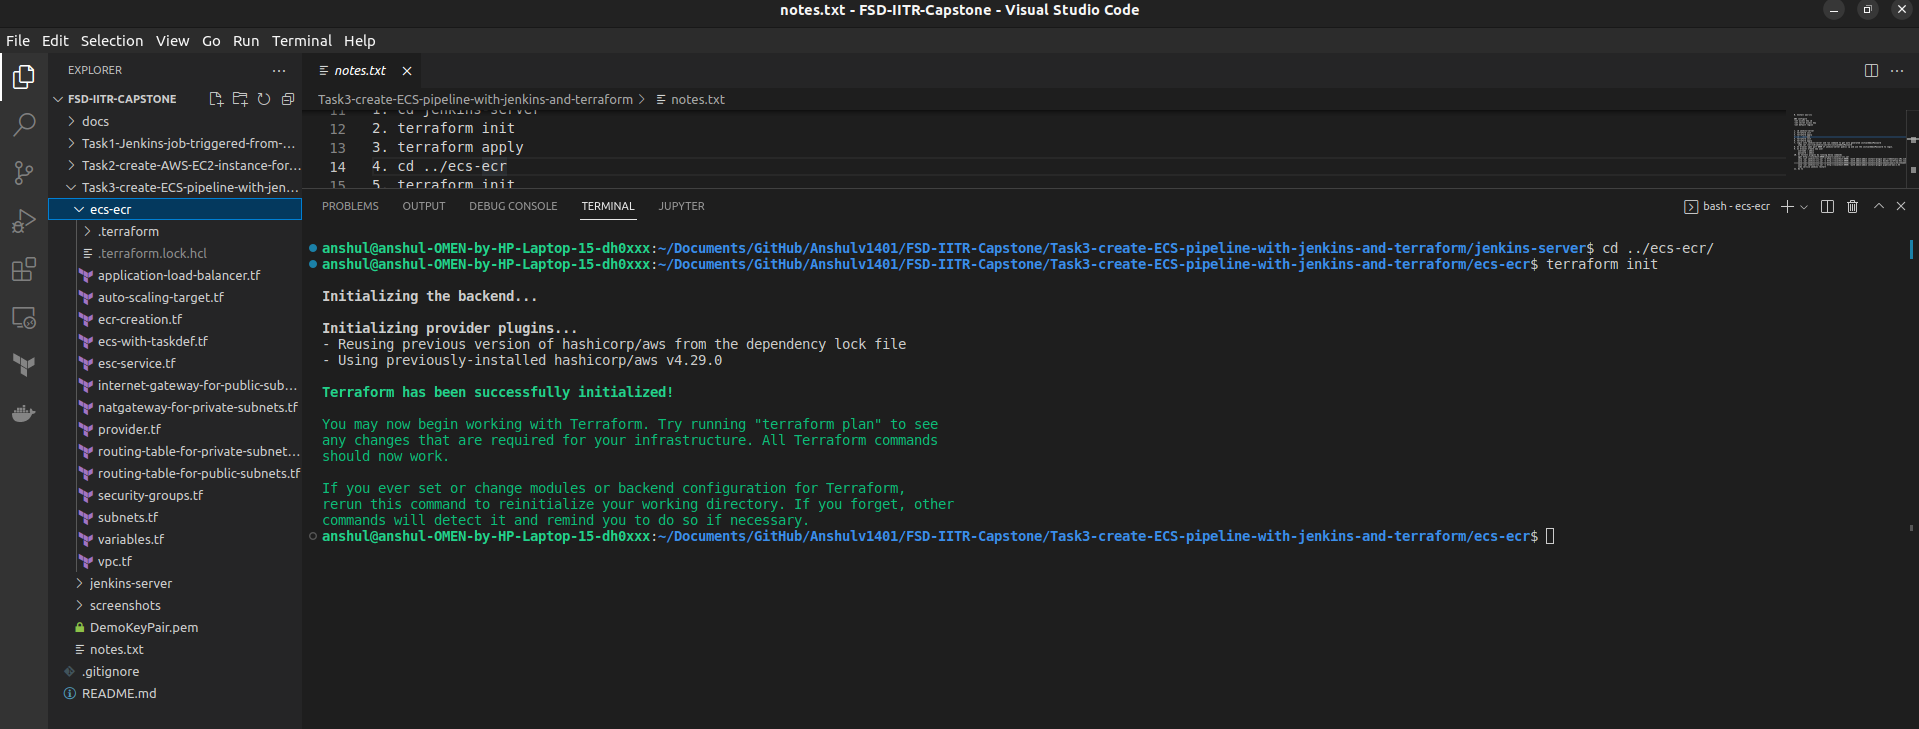 notes.txt - FSD-IITR-Capstone - Visual Studio Code
File Edit Selection View Go Run Terminal Help
EXPLORER
FSD-IITR-CAPSTONE
docs
Task1-Jenkins-job-triggered-from-...
Task2-create-AWS-EC2-instance-for...
Task3-create-ECS-pipeline-with-jen...
ecs-ecr
.terraform
.terraform.lock.hcl
application-load-balancer.tf
auto-scaling-target.tf
ecr-creation.tf
ecs-with-taskdef.tf
esc-service.tf
internet-gateway-for-public-sub...
natgateway-for-private-subnets.tf
provider.tf
routing-table-for-private-subnet...
routing-table-for-public-subnets.tf
security-groups.tf
subnets.tf
variables.tf
vpc.tf
jenkins-server
screenshots
DemoKeyPair.pem
notes.txt
.gitignore
README.md
notes.txt
Task3-create-ECS-pipeline-with-jenkins-and-terraform > notes.txt
11 1. cd jenkins-server
12 2. terraform init
13 3. terraform apply
14 4. cd ../ecs-ecr
15 5. terraform init
PROBLEMS OUTPUT DEBUG CONSOLE TERMINAL JUPYTER
bash - ecs-ecr
anshul@anshul-OMEN-by-HP-Laptop-15-dh0xxx:~/Documents/GitHub/Anshulv1401/FSD-IITR-Capstone/Task3-create-ECS-pipeline-with-jenkins-and-terraform/jenkins-server$ cd ../ecs-ecr/
anshul@anshul-OMEN-by-HP-Laptop-15-dh0xxx:~/Documents/GitHub/Anshulv1401/FSD-IITR-Capstone/Task3-create-ECS-pipeline-with-jenkins-and-terraform/ecs-ecr$ terraform init
Initializing the backend...
Initializing provider plugins...
- Reusing previous version of hashicorp/aws from the dependency lock file
- Using previously-installed hashicorp/aws v4.29.0
Terraform has been successfully initialized!
You may now begin working with Terraform. Try running "terraform plan" to see
any changes that are required for your infrastructure. All Terraform commands
should now work.
If you ever set or change modules or backend configuration for Terraform,
rerun this command to reinitialize your working directory. If you forget, other
commands will detect it and remind you to do so if necessary.
anshul@anshul-OMEN-by-HP-Laptop-15-dh0xxx:~/Documents/GitHub/Anshulv1401/FSD-IITR-Capstone/Task3-create-ECS-pipeline-with-jenkins-and-terraform/ecs-ecr$